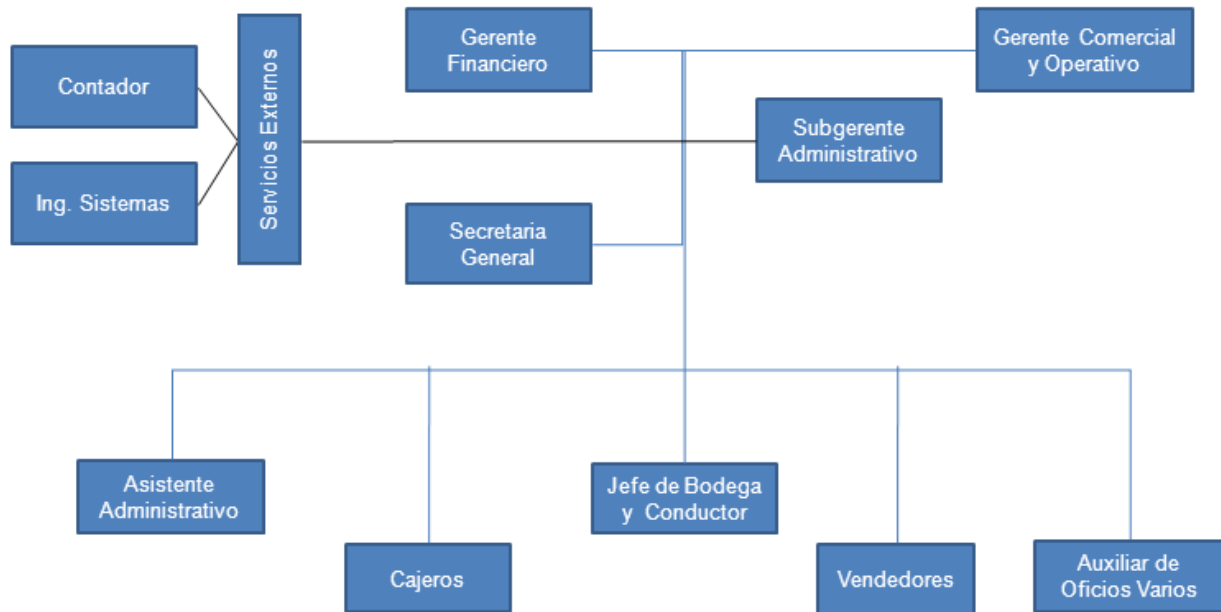 Gerente
Financiero
Gerente Comercial
y Operativo
Contador
Servicios Externos
Subgerente
Administrativo
Ing. Sistemas
Secretaria
General
Asistente
Administrativo
Jefe de Bodega
y Conductor
Cajeros
Vendedores
Auxiliar de
Oficios Varios